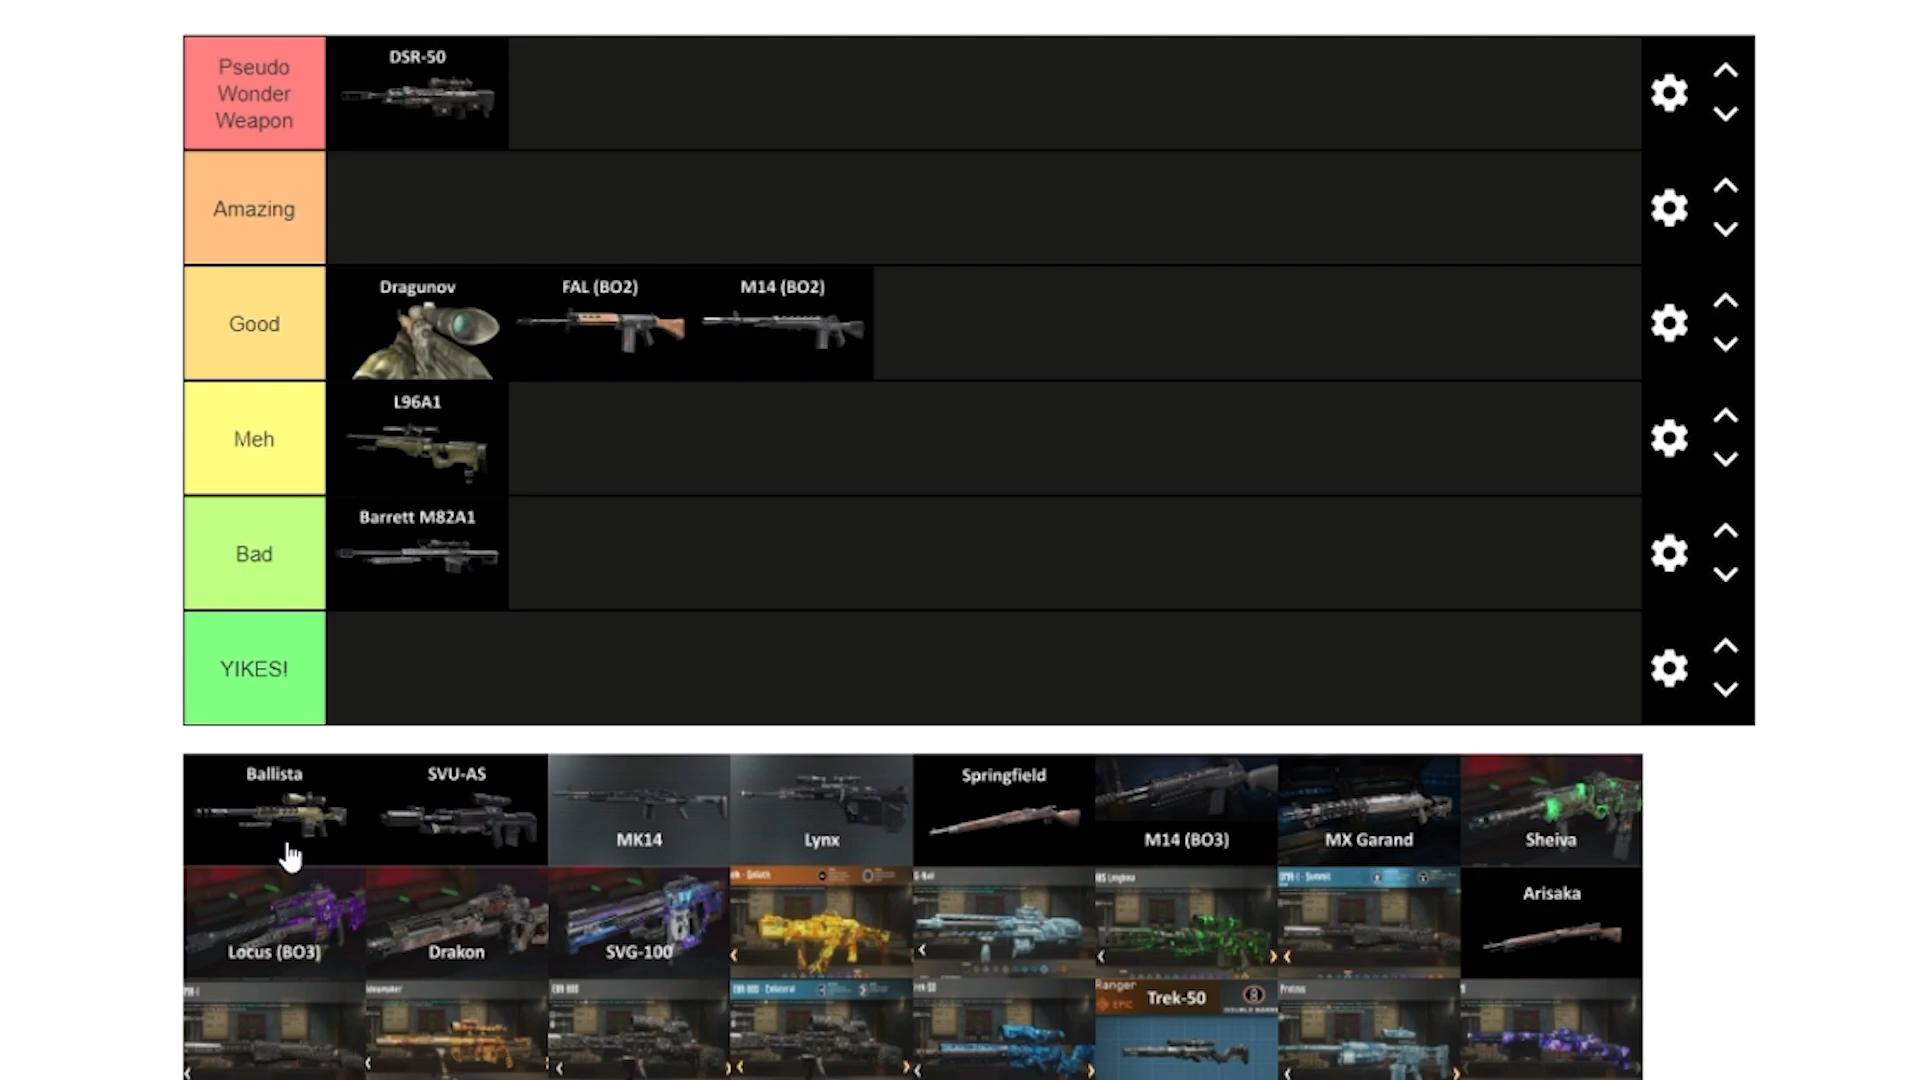 Pseudo
Wonder
Weapon
DSR-50
Amazing
Good
Dragunov
FAL (BO2)
M14 (BO2)
Meh
L96A1
Bad
Barrett M82A1
YIKES!
Ballista
SVU-AS
MK14
Lynx
Springfield
M14 (BO3)
MX Garand
Sheiva
Locus (BO3)
Drakon
SVG-100
Arisaka
Ranger
EPIC
Trek-50